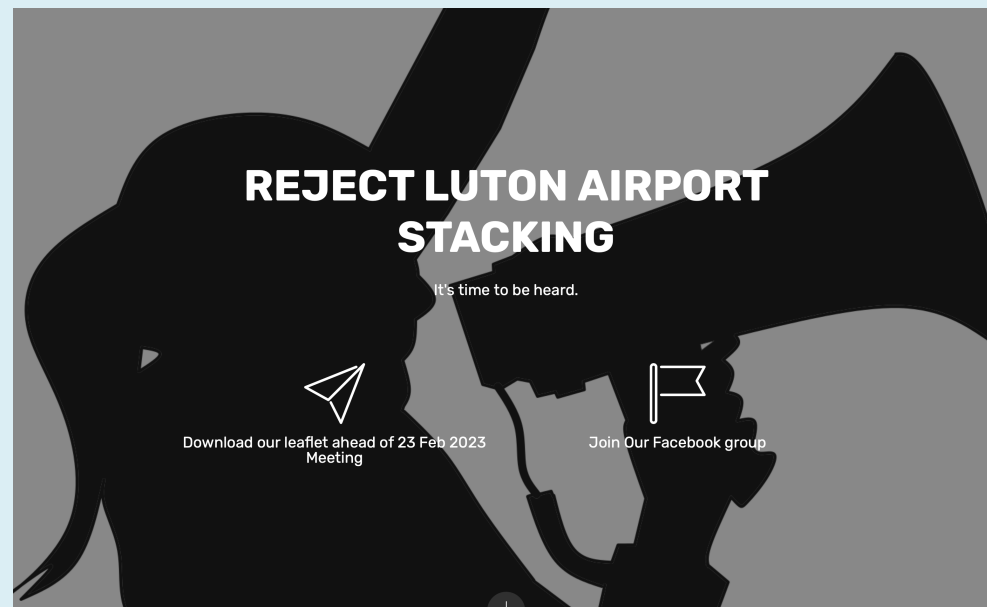 REJECT LUTON AIRPORT
STACKING
It's time to be heard.
Download our leaflet ahead of 23 Feb 2023
Meeting
Join Our Facebook group